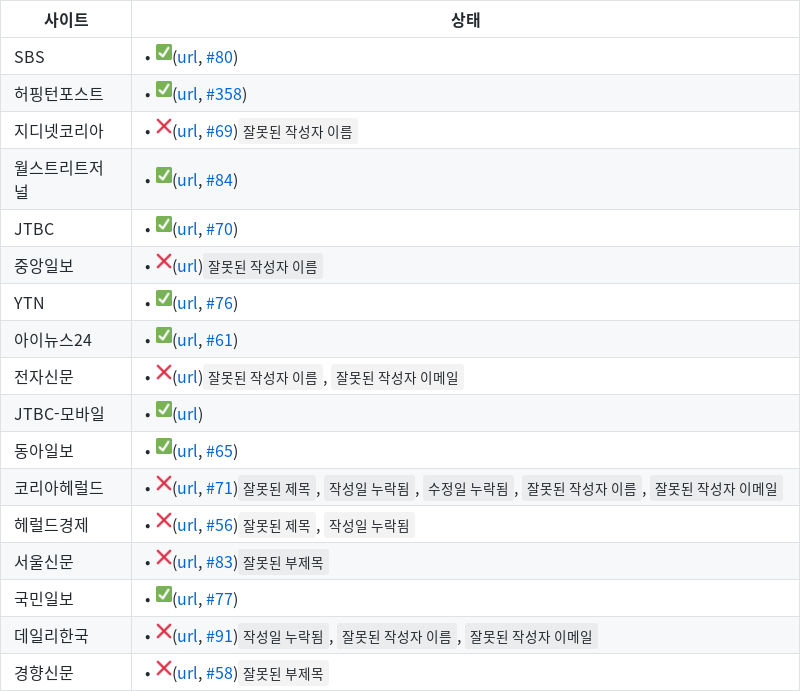 사이트 상태
SBS • ✅(url, #80)
허핑턴포스트 • ✅(url, #358)
지디넷코리아 • ❌(url, #69) 잘못된 작성자 이름
월스트리트저
널 • ✅(url, #84)
JTBC • ✅(url, #70)
중앙일보 • ❌(url) 잘못된 작성자 이름
YTN • ✅(url, #76)
아이뉴스24 • ✅(url, #61)
전자신문 • ❌(url) 잘못된 작성자 이름 , 잘못된 작성자 이메일
JTBC-모바일 • ✅(url)
동아일보 • ✅(url, #65)
코리아헤럴드 • ❌(url, #71) 잘못된 제목 , 작성일 누락됨 , 수정일 누락됨 , 잘못된 작성자 이름 , 잘못된 작성자 이메일
헤럴드경제 • ❌(url, #56) 잘못된 제목 , 작성일 누락됨
서울신문 • ❌(url, #83) 잘못된 부제목
국민일보 • ✅(url, #77)
데일리한국 • ❌(url, #91) 작성일 누락됨 , 잘못된 작성자 이름 , 잘못된 작성자 이메일
경향신문 • ❌(url, #58) 잘못된 부제목